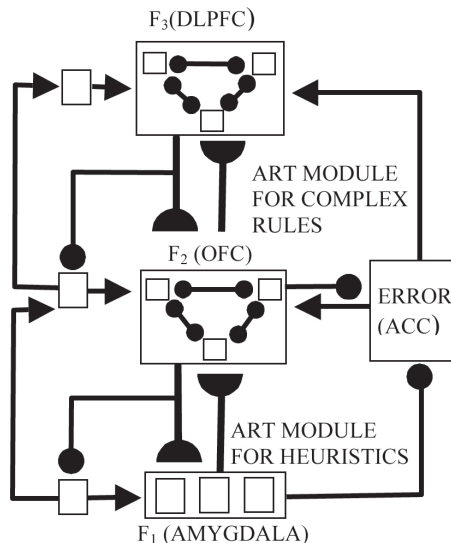 F3(DLPFC)
ART MODULE
FOR COMPLEX
RULES
F2 (OFC)
ERROR
(ACC)
ART MODULE
FOR HEURISTICS
F1 (AMYGDALA)